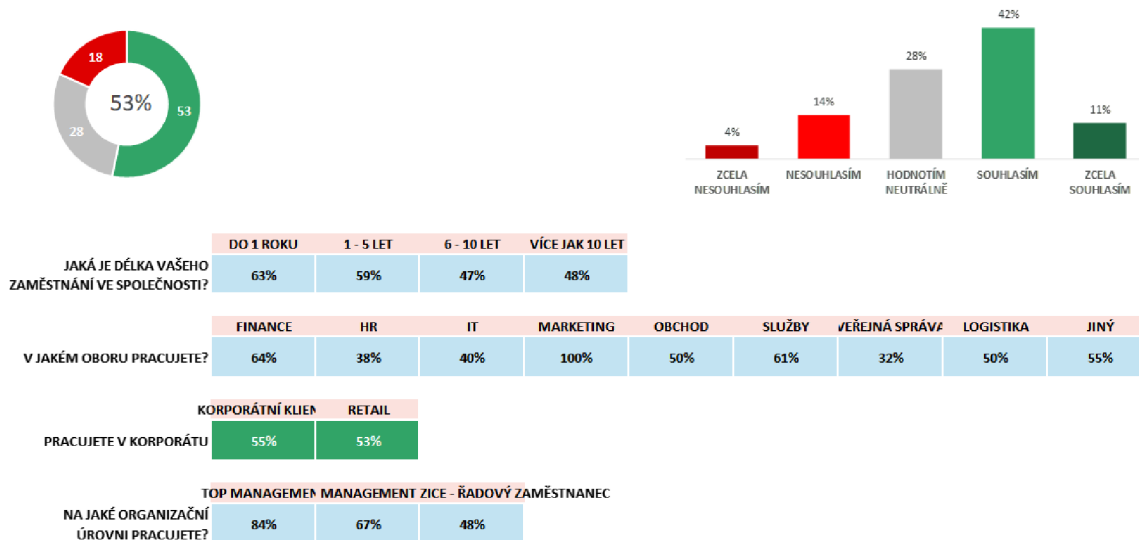 18
53%
53
28
42%
28%
14%
11%
4%
ZCELA NESOUHLASÍM
NESOUHLASÍM
HODNOTÍM NEUTRÁLNĚ
SOUHLASÍM
ZCELA SOUHLASÍM
DO 1 ROKU 1 - 5 LET 6 - 10 LET VÍCE JAK 10 LET
JAKÁ JE DÉLKA VAŠEHO
ZAMĚSTNÁNÍ VE SPOLEČNOSTI?
63% 59% 47% 48%
FINANCE HR IT MARKETING OBCHOD SLUŽBY VEŘEJNÁ SPRÁVA LOGISTIKA JINÝ
V JAKÉM OBORU PRACUJETE? 64% 38% 40% 100% 50% 61% 32% 50% 55%
KORPORÁTNÍ KLIEN RETAIL
PRACUJETE V KORPORÁTU 55% 53%
TOP MANAGEMEN MANAGEMENT ZICE - ŘADOVÝ ZAMĚSTNANEC
NA JAKÉ ORGANIZAČNÍ
ÚROVNI PRACUJETE?
84% 67% 48%